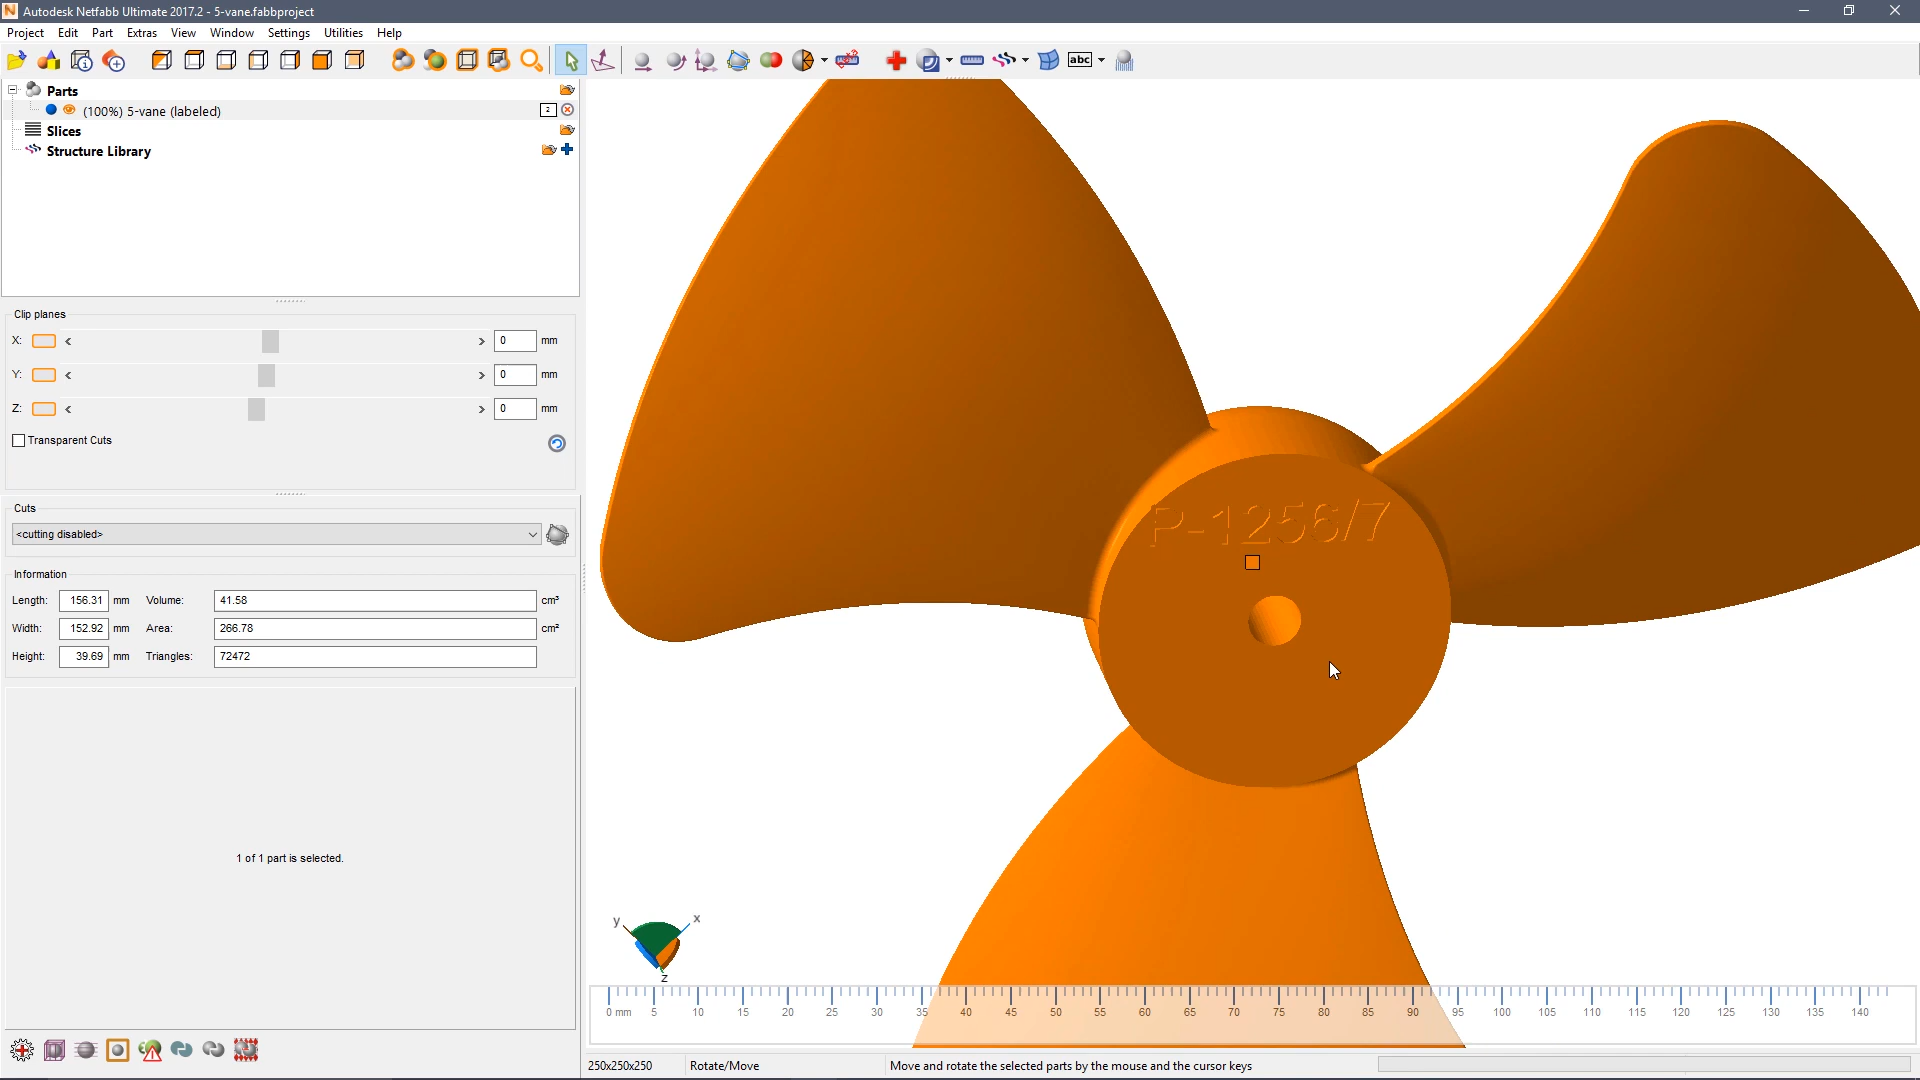 Autodesk Netfabb Ultimate 2017.2 - 5-vane.fabbproject
Project Edit Part Extras View Window Settings Utilities Help
abc
Parts
(100%) 5-vane (labeled)
2
Slices
Structure Library
Clip planes
X: < > 0 mm
Y: < > 0 mm
Z: < > 0 mm
Transparent Cuts
Cuts
<cutting disabled>
Information
Length: 156.31 mm Volume: 41.58 cm³
Width: 152.92 mm Area: 266.78 cm²
Height: 39.69 mm Triangles: 72472
1 of 1 part is selected.
P-1256/7
y x
z
0 mm 5 10 15 20 25 30 35 40 45 50 55 60 65 70 75 80 85 90 95 100 105 110 115 120 125 130 135 140
250x250x250 Rotate/Move Move and rotate the selected parts by the mouse and the cursor keys